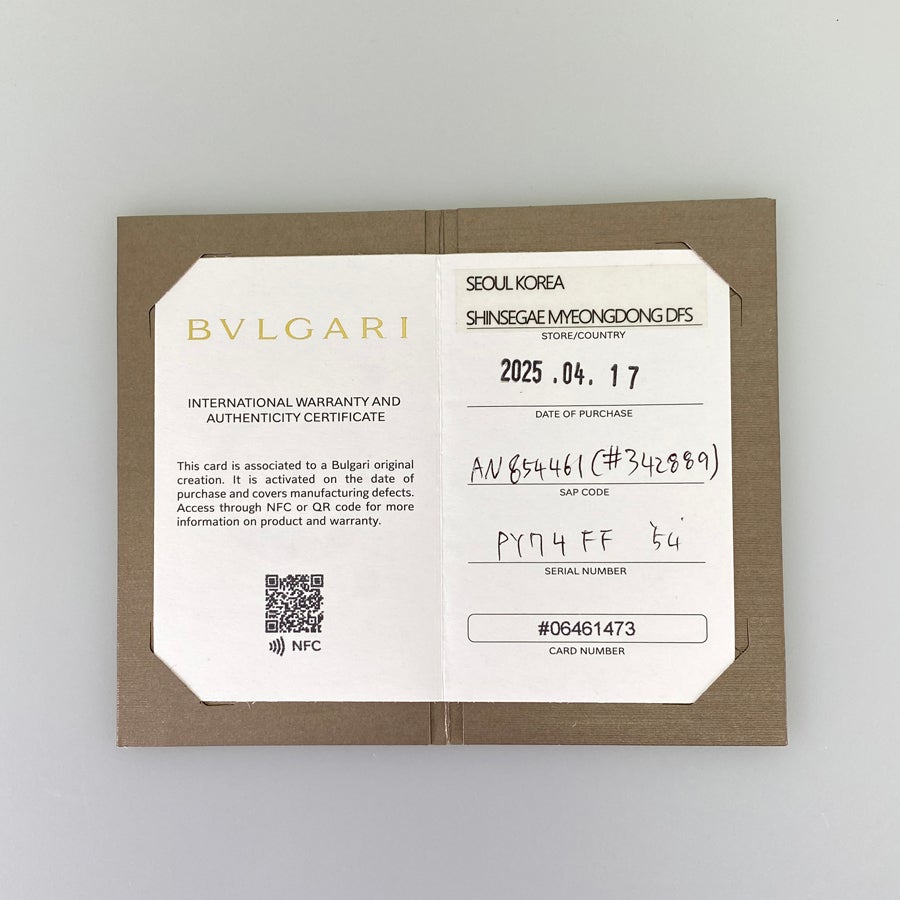 BVLGARI
INTERNATIONAL WARRANTY AND
AUTHENTICITY CERTIFICATE
This card is associated to a Bulgari original
creation. It is activated on the date of
purchase and covers manufacturing defects.
Access through NFC or QR code for more
information on product and warranty.
NFC
SEOUL KOREA
SHINSEGAE MYEONGDONG DFS
STORE/COUNTRY
2025.04.17
DATE OF PURCHASE
AN854461(#342889)
SAP CODE
PY74FF 54
SERIAL NUMBER
#06461473
CARD NUMBER